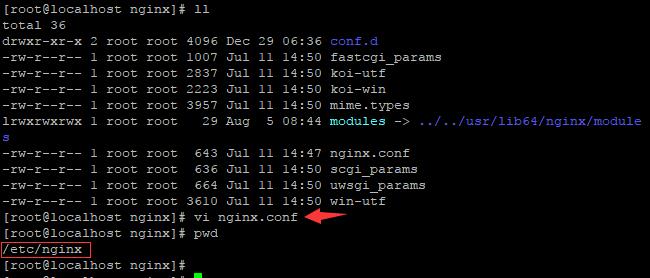 [root@localhost nginx]# ll
total 36
drwxr-xr-x 2 root root 4096 Dec 29 06:36 conf.d
-rw-r--r-- 1 root root 1007 Jul 11 14:50 fastcgi_params
-rw-r--r-- 1 root root 2837 Jul 11 14:50 koi-utf
-rw-r--r-- 1 root root 2223 Jul 11 14:50 koi-win
-rw-r--r-- 1 root root 3957 Jul 11 14:50 mime.types
lrwxrwxrwx 1 root root   29 Aug  5 08:44 modules -> ../../usr/lib64/nginx/module
s
-rw-r--r-- 1 root root  643 Jul 11 14:47 nginx.conf
-rw-r--r-- 1 root root  636 Jul 11 14:50 scgi_params
-rw-r--r-- 1 root root  664 Jul 11 14:50 uwsgi_params
-rw-r--r-- 1 root root 3610 Jul 11 14:50 win-utf
[root@localhost nginx]# vi nginx.conf
[root@localhost nginx]# pwd
/etc/nginx
[root@localhost nginx]#